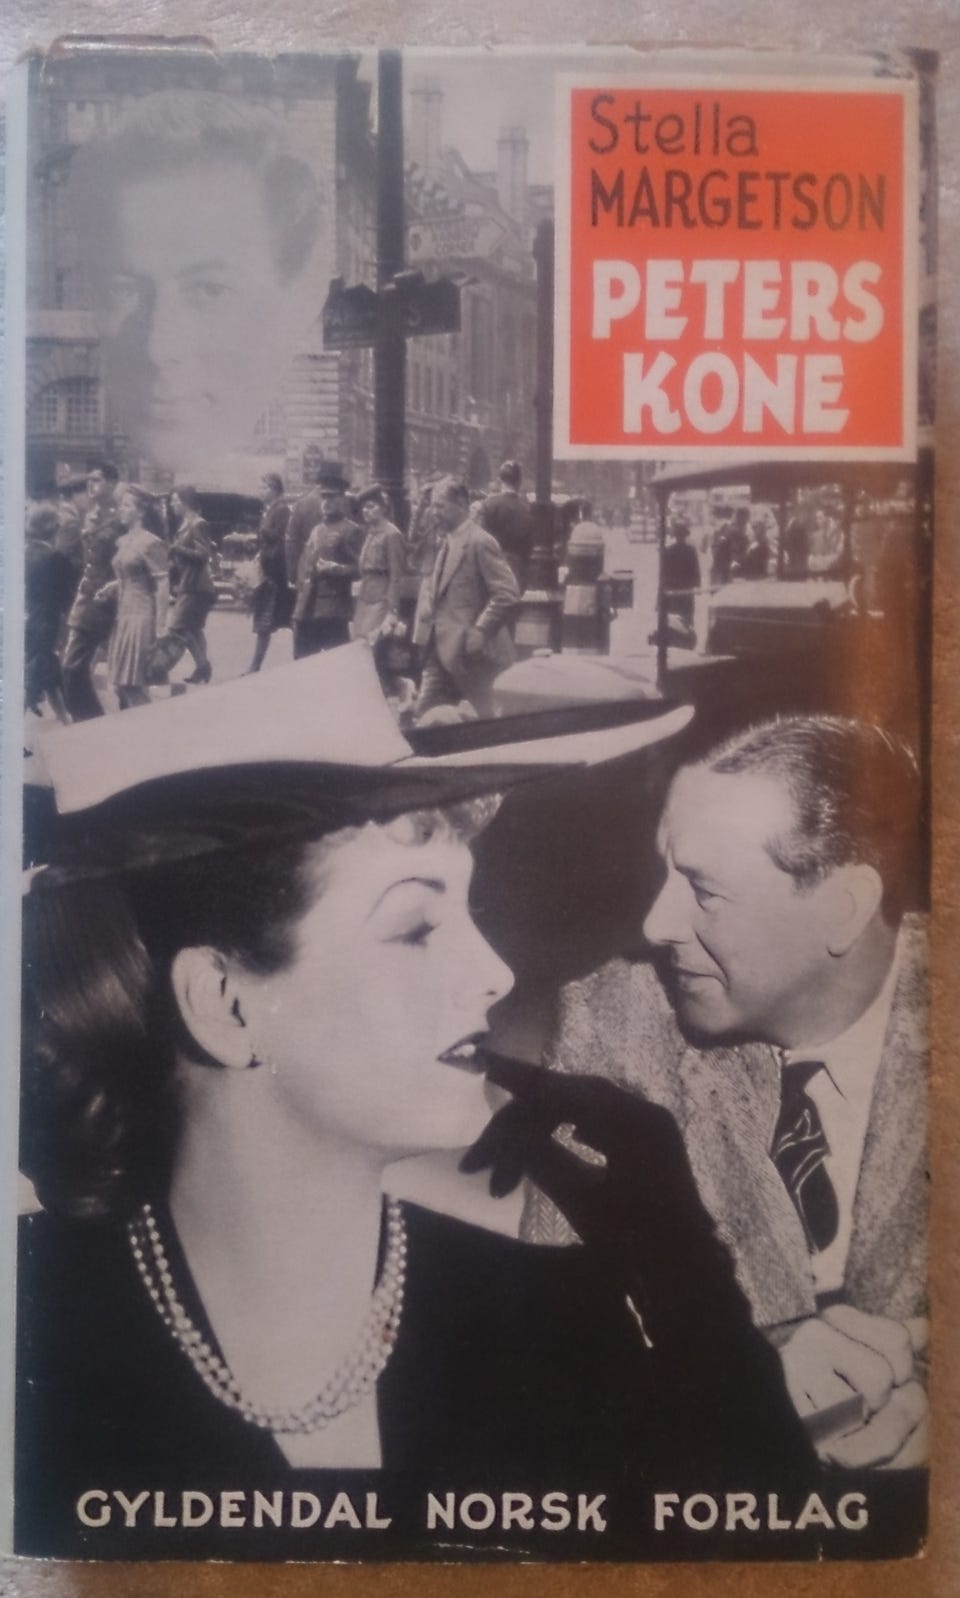 Stella
MARGETSON
PETERS
KONE
GYLDENDAL NORSK FORLAG